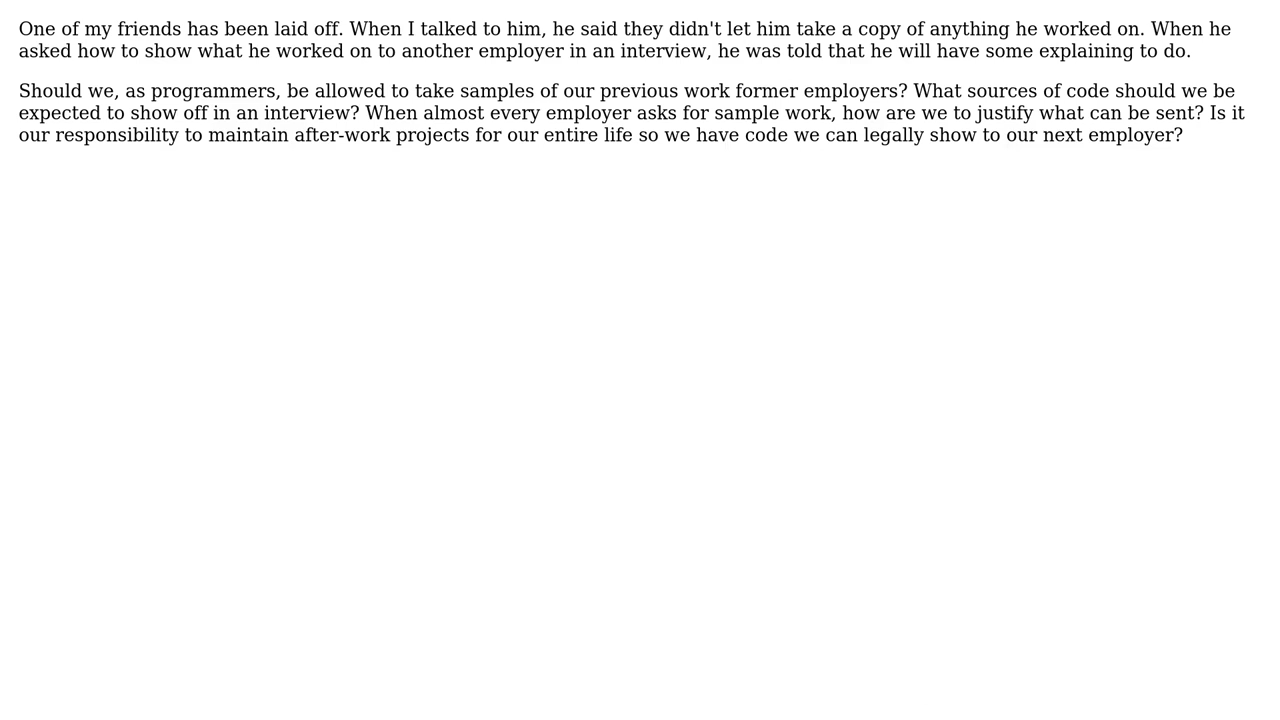 One of my friends has been laid off. When I talked to him, he said they didn't let him take a copy of anything he worked on. When he
asked how to show what he worked on to another employer in an interview, he was told that he will have some explaining to do.
Should we, as programmers, be allowed to take samples of our previous work former employers? What sources of code should we be
expected to show off in an interview? When almost every employer asks for sample work, how are we to justify what can be sent? Is it
our responsibility to maintain after-work projects for our entire life so we have code we can legally show to our next employer?